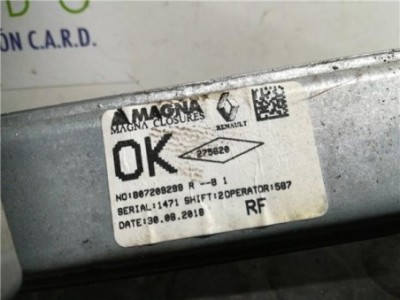 IÓN C.A.R.D.
MAGNA
MAGNA CLOSURES
RENAULT
OK
275620
NO:807209299 R --B 1
SERIAL:1471 SHIFT:2 OPERATOR:587
DATE:30.08.2018
RF